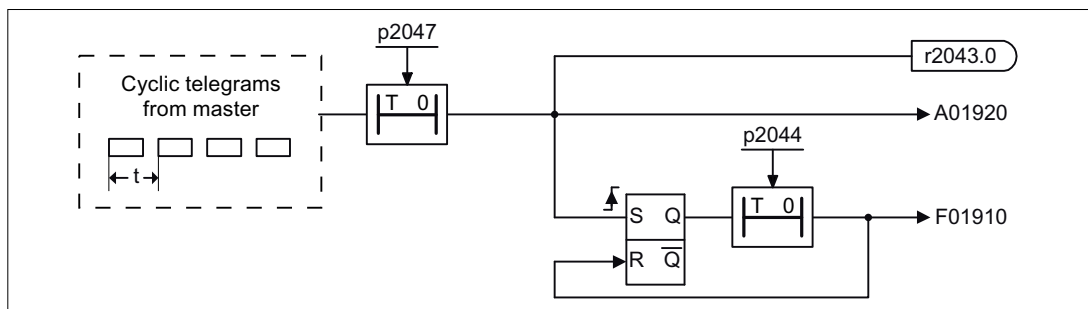 p2047
r2043.0
Cyclic telegrams
from master
T 0
A01920
p2044
t
T 0
S Q
F01910
R Q̅